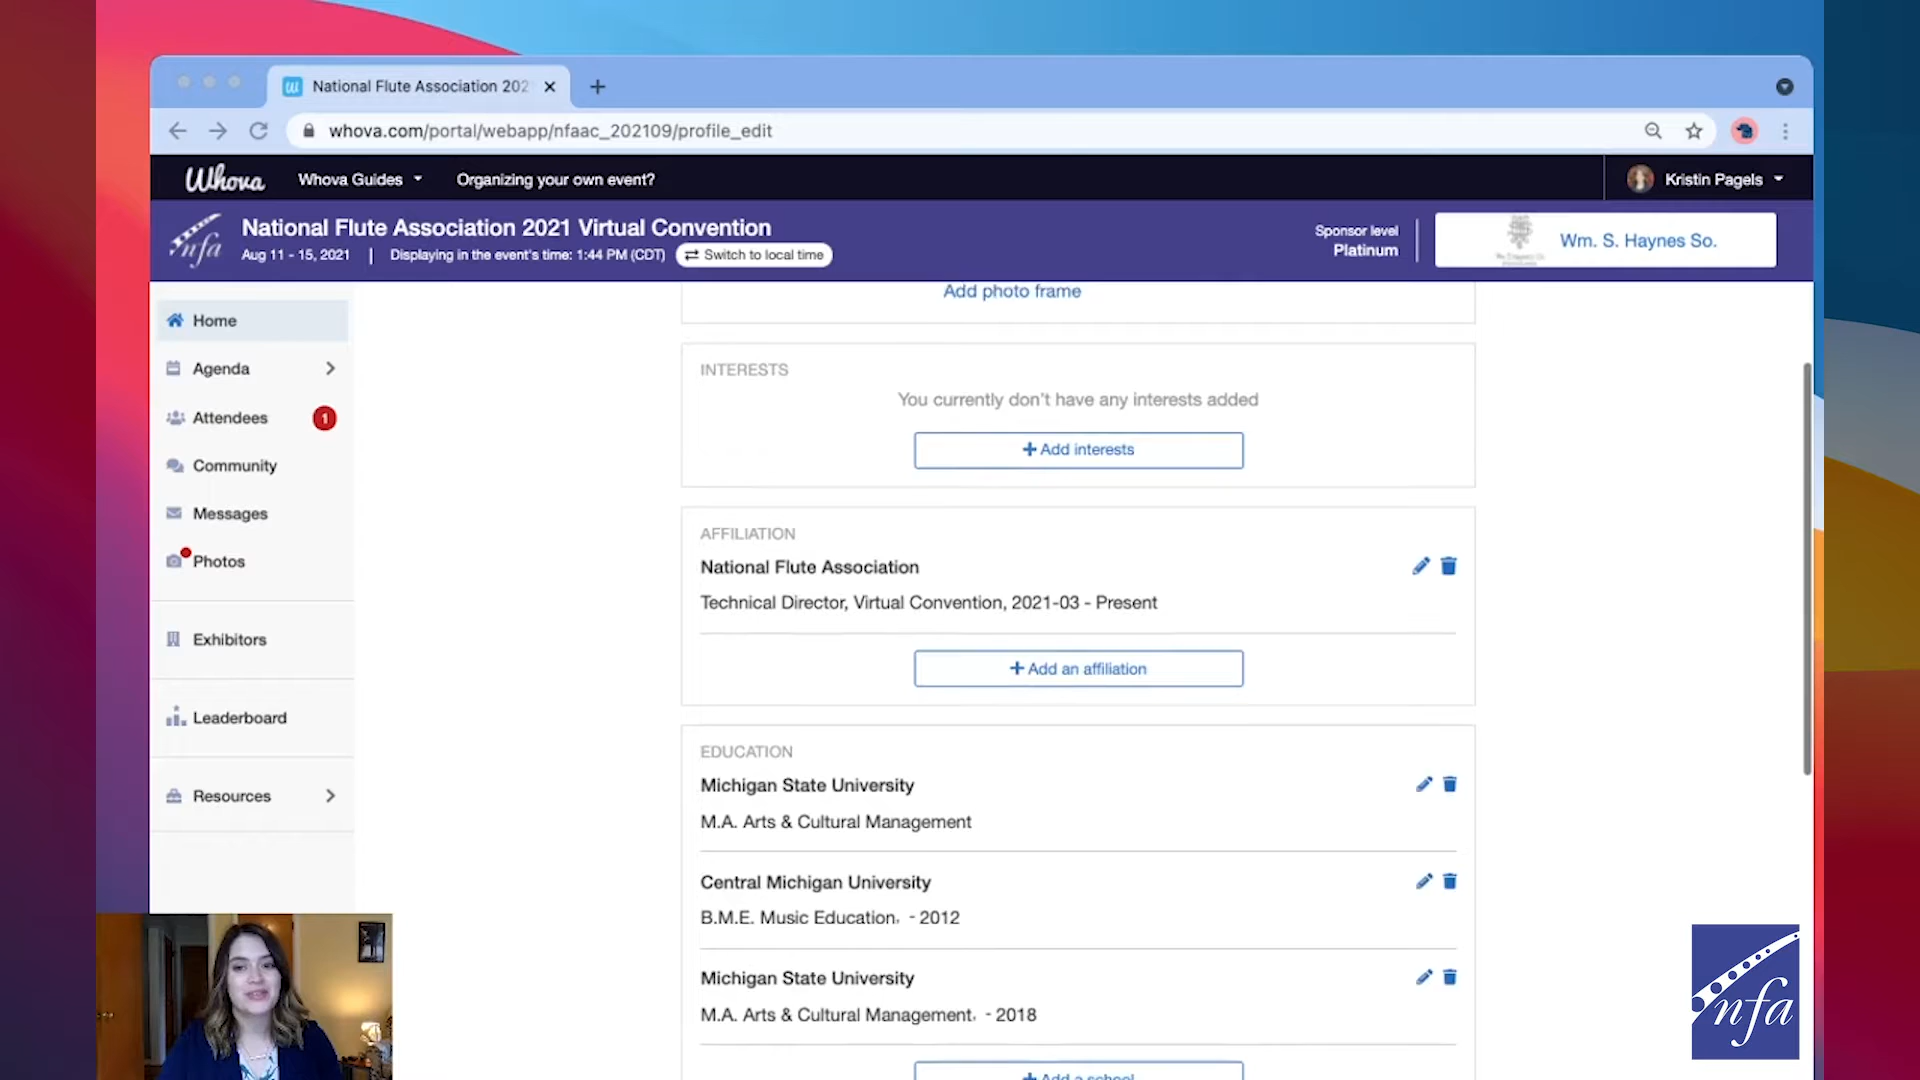 National Flute Association 202
whova.com/portal/webapp/nfaac_202109/profile_edit
Whova
Whova Guides
Organizing your own event?
Kristin Pagels
nfa
National Flute Association 2021 Virtual Convention
Aug 11 - 15, 2021 | Displaying in the event's time: 1:44 PM (CDT)
Switch to local time
Sponsor level
Platinum
Wm. S. Haynes So.
Home
Agenda
Attendees
1
Community
Messages
Photos
Exhibitors
Leaderboard
Resources
Add photo frame
INTERESTS
You currently don't have any interests added
+ Add interests
AFFILIATION
National Flute Association
Technical Director, Virtual Convention, 2021-03 - Present
+ Add an affiliation
EDUCATION
Michigan State University
M.A. Arts & Cultural Management
Central Michigan University
B.M.E. Music Education, - 2012
Michigan State University
M.A. Arts & Cultural Management, - 2018
+ Add a school
nfa